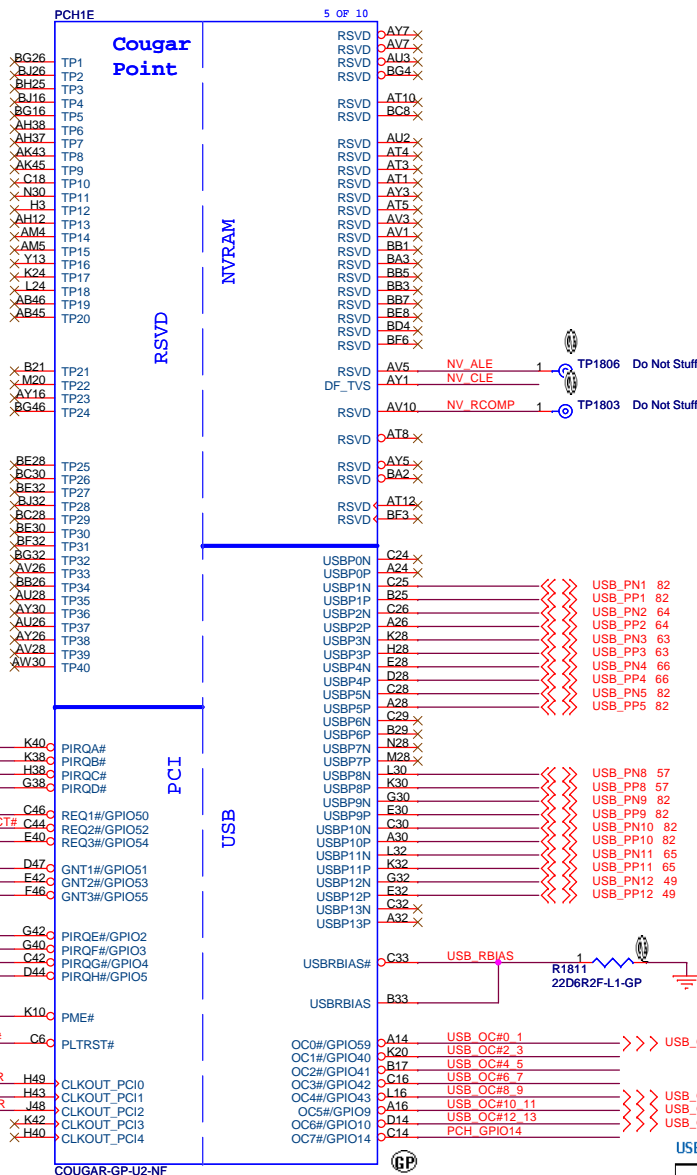 PCH1E 5 OF 10
Cougar
Point
RSVD
NVRAM
PCI
USB
BG26 TP1
BJ26 TP2
BH25 TP3
BJ16 TP4
BG16 TP5
AH38 TP6
AH37 TP7
AK43 TP8
AK45 TP9
C18 TP10
N30 TP11
H3 TP12
AH12 TP13
AM4 TP14
AM5 TP15
Y13 TP16
K24 TP17
L24 TP18
AB46 TP19
AB45 TP20
B21 TP21
M20 TP22
AY16 TP23
BG46 TP24
BE28 TP25
BC30 TP26
BE32 TP27
BJ32 TP28
BC28 TP29
BE30 TP30
BF32 TP31
BG32 TP32
AV26 TP33
BB26 TP34
AU28 TP35
AY30 TP36
AU26 TP37
AY26 TP38
AV28 TP39
AW30 TP40
K40 PIRQA#
K38 PIRQB#
H38 PIRQC#
G38 PIRQD#
C46 REQ1#/GPIO50
CT# C44 REQ2#/GPIO52
E40 REQ3#/GPIO54
D47 GNT1#/GPIO51
E42 GNT2#/GPIO53
F46 GNT3#/GPIO55
G42 PIRQE#/GPIO2
G40 PIRQF#/GPIO3
C42 PIRQG#/GPIO4
D44 PIRQH#/GPIO5
K10 PME#
C6 PLTRST#
H49 CLKOUT_PCI0
H43 CLKOUT_PCI1
J48 CLKOUT_PCI2
K42 CLKOUT_PCI3
H40 CLKOUT_PCI4
RSVD AY7
RSVD AV7
RSVD AU3
RSVD BG4
RSVD AT10
RSVD BC8
RSVD AU2
RSVD AT4
RSVD AT3
RSVD AT1
RSVD AY3
RSVD AT5
RSVD AV3
RSVD AV1
RSVD BB1
RSVD BA3
RSVD BB5
RSVD BB3
RSVD BB7
RSVD BE8
RSVD BD4
RSVD BF6
RSVD AV5 NV_ALE 1 TP1806 Do Not Stuff
DF_TVS AY1 NV_CLE
RSVD AV10 NV_RCOMP 1 TP1803 Do Not Stuff
RSVD AT8
RSVD AY5
RSVD BA2
RSVD AT12
RSVD BF3
USBP0N C24
USBP0P A24
USBP1N C25 USB_PN1 82
USBP1P B25 USB_PP1 82
USBP2N C26 USB_PN2 64
USBP2P A26 USB_PP2 64
USBP3N K28 USB_PN3 63
USBP3P H28 USB_PP3 63
USBP4N E28 USB_PN4 66
USBP4P D28 USB_PP4 66
USBP5N C28 USB_PN5 82
USBP5P A28 USB_PP5 82
USBP6N C29
USBP6P B29
USBP7N N28
USBP7P M28
USBP8N L30 USB_PN8 57
USBP8P K30 USB_PP8 57
USBP9N G30 USB_PN9 82
USBP9P E30 USB_PP9 82
USBP10N C30 USB_PN10 82
USBP10P A30 USB_PP10 82
USBP11N L32 USB_PN11 65
USBP11P K32 USB_PP11 65
USBP12N G32 USB_PN12 49
USBP12P E32 USB_PP12 49
USBP13N C32
USBP13P A32
USBRBIAS# C33 USB_RBIAS 1
R1811
22D6R2F-L1-GP
USBRBIAS B33
OC0#/GPIO59 A14 USB_OC#0_1 USB_
OC1#/GPIO40 K20 USB_OC#2_3
OC2#/GPIO41 B17 USB_OC#4_5
OC3#/GPIO42 C16 USB_OC#6_7
OC4#/GPIO43 L16 USB_OC#8_9 USB_
OC5#/GPIO9 A16 USB_OC#10_11 USB_
OC6#/GPIO10 D14 USB_OC#12_13 USB_
OC7#/GPIO14 C14 PCH_GPIO14
COUGAR-GP-U2-NF
GP
USB